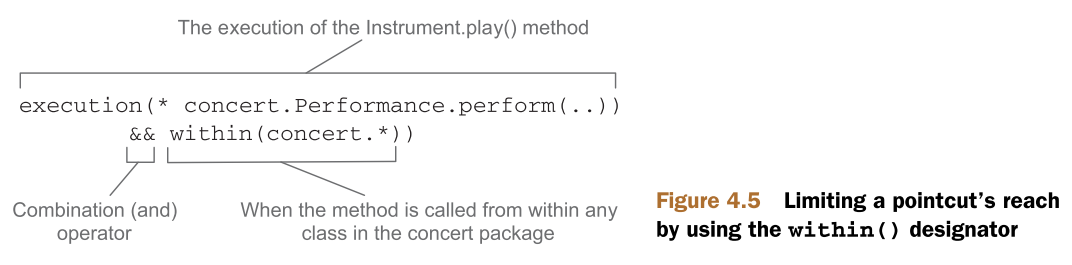 The execution of the Instrument.play() method
execution(* concert.Performance.perform(..))
&& within(concert.*))
Combination (and)
operator
When the method is called from within any
class in the concert package
Figure 4.5 Limiting a pointcut's reach
by using the within() designator